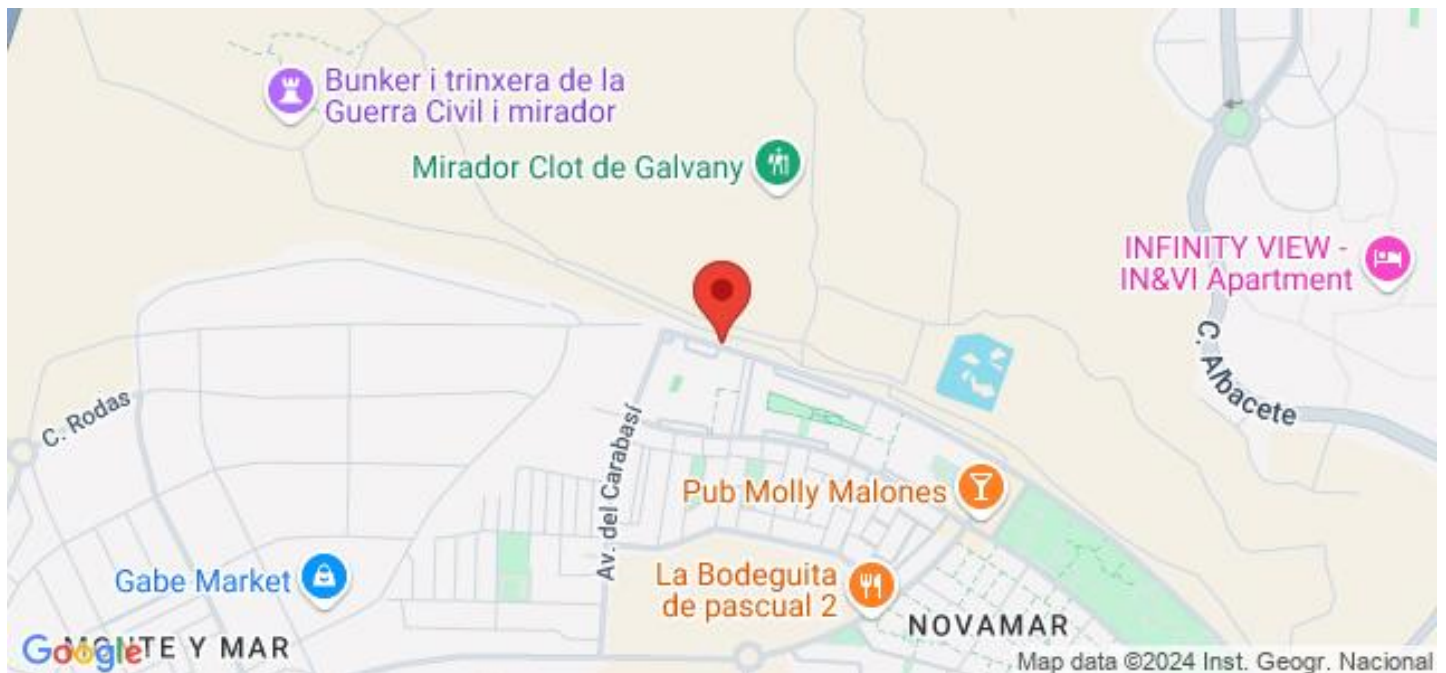 Bunker i trinxera de la
Guerra Civil i mirador
Mirador Clot de Galvany
INFINITY VIEW -
IN&VI Apartment
C. Albacete
C. Rodas
Av. del Carabasí
Pub Molly Malones
Gabe Market
La Bodeguita
de pascual 2
NOVAMAR
MONTE Y MAR
Google
Map data ©2024 Inst. Geogr. Nacional